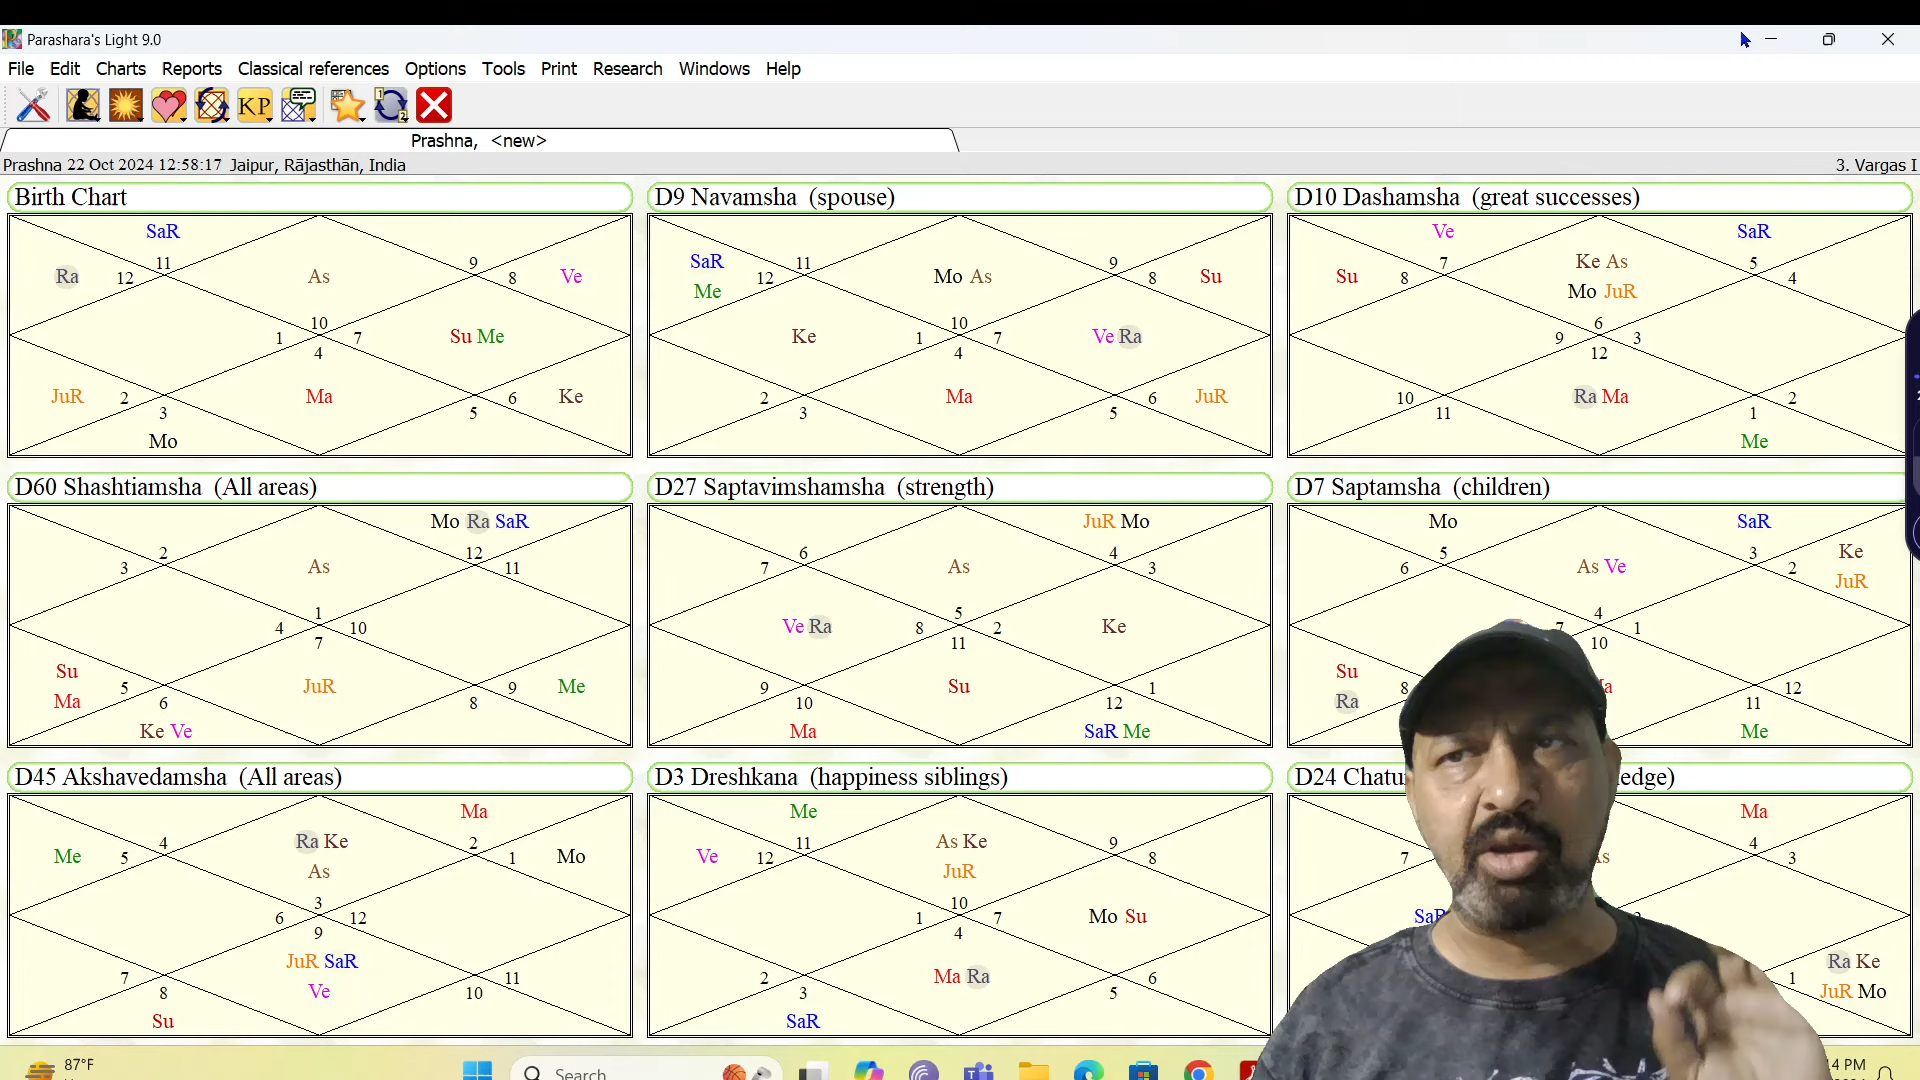 Parashara's Light 9.0
File Edit Charts Reports Classical references Options Tools Print Research Windows Help
KP
1 2
Prashna, <new>
Prashna 22 Oct 2024 12:58:17 Jaipur, Rājasthān, India
3. Vargas I
Birth Chart
SaR
11
9
Ra 12 As 8 Ve
10
1 7 Su Me
4
JuR 2 Ma 6 Ke
3
5
Mo
D9 Navamsha (spouse)
SaR
11
9
12 Mo As 8 Su
Me
10
Ke 1 7 Ve Ra
4
2 Ma 6 JuR
3
5
D10 Dashamsha (great successes)
Ve
SaR
Ke As
7
5
Su 8 4
Mo JuR
6
9 3
12
10 Ra Ma 2
11
1
Me
D60 Shashtiamsha (All areas)
Mo Ra SaR
2
12
3 As 11
1
4 10
7
Su
5 JuR 9 Me
Ma
6
8
Ke Ve
D27 Saptavimshamsha (strength)
JuR Mo
6
4
7 As 3
5
Ve Ra 8 2 Ke
11
9 Su 1
10
12
Ma
SaR Me
D7 Saptamsha (children)
Mo
SaR
5
3
Ke
6 As Ve 2
JuR
4
7 1
10
Su
8 12
Ra
11
Me
D45 Akshavedamsha (All areas)
Ma
Ra Ke
4
2
Me 5 1 Mo
As
3
6 12
9
JuR SaR
7 11
Ve
8
10
Su
D3 Dreshkana (happiness siblings)
Me
As Ke
11
9
Ve 12 8
JuR
10
1 7 Mo Su
4
2 Ma Ra 6
3
5
SaR
D24
Ma
4
7 3
SaR
Ra Ke
1
JuR Mo
87°F
Search